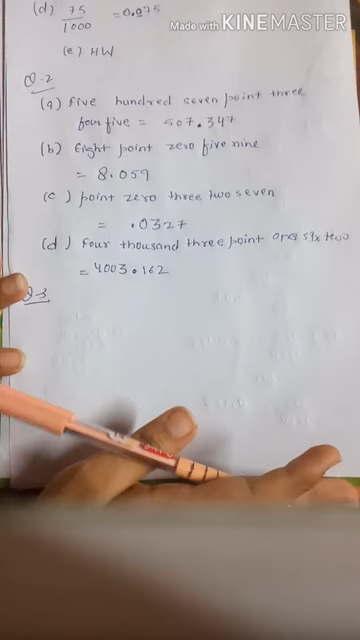 Made with KINEMASTER
(d) 75/1000 = 0.075
(e) HW
Q-2
(a) Five hundred seven point three
four five = 507.347
(b) Eight point zero five nine
= 8.059
(c) point zero three two seven
= .0327
(d) Four thousand three point one six two
= 4003.162
Q-3